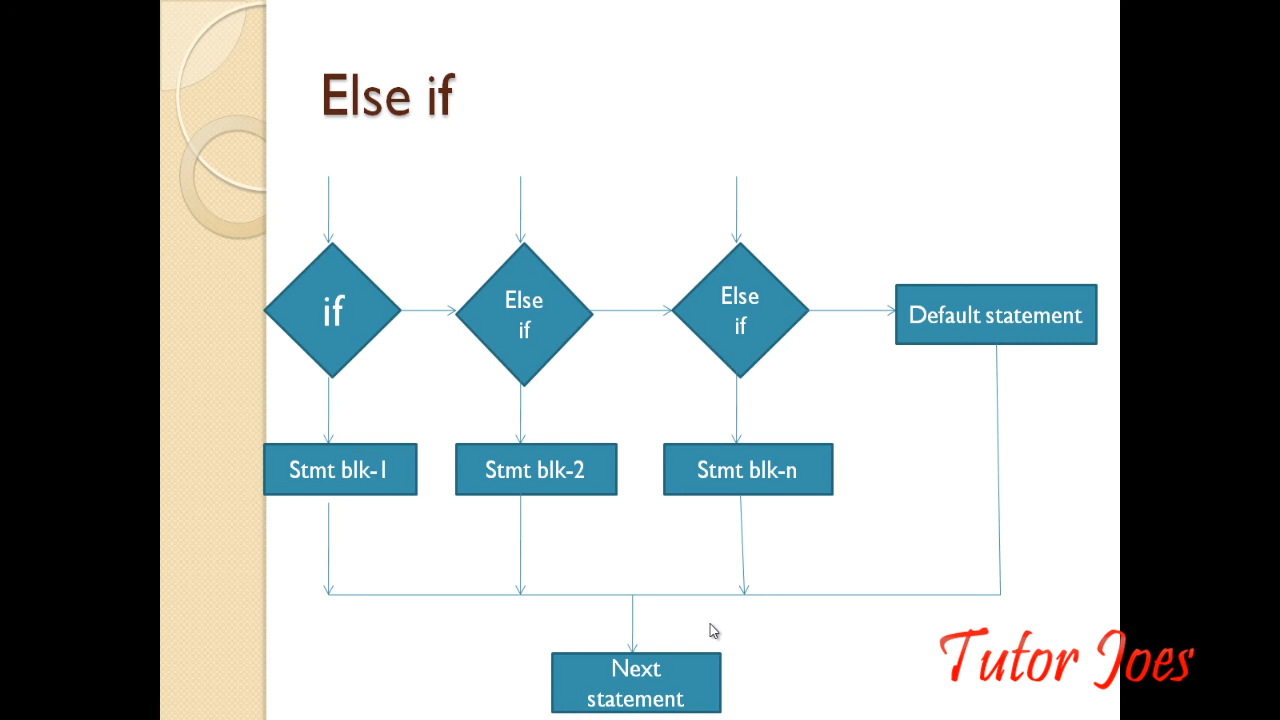 Else if
if
Else
if
Else
if
Default statement
Stmt blk-1
Stmt blk-2
Stmt blk-n
Next
statement
Tutor Joes